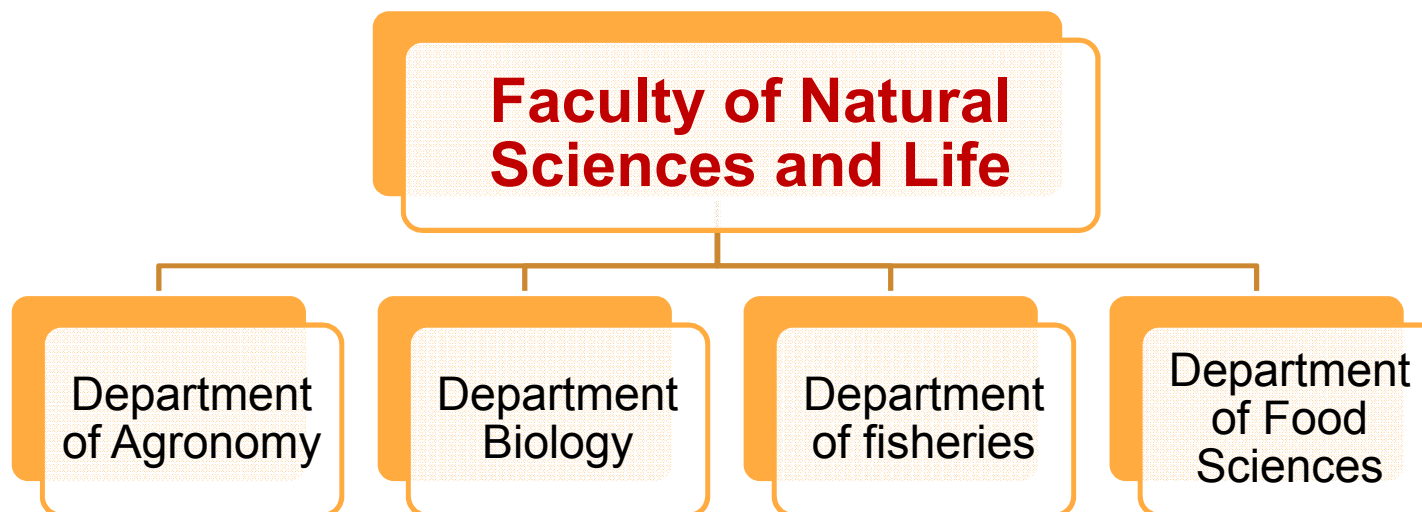 Faculty of Natural
Sciences and Life
Department
of Agronomy
Department
Biology
Department
of fisheries
Department
of Food
Sciences